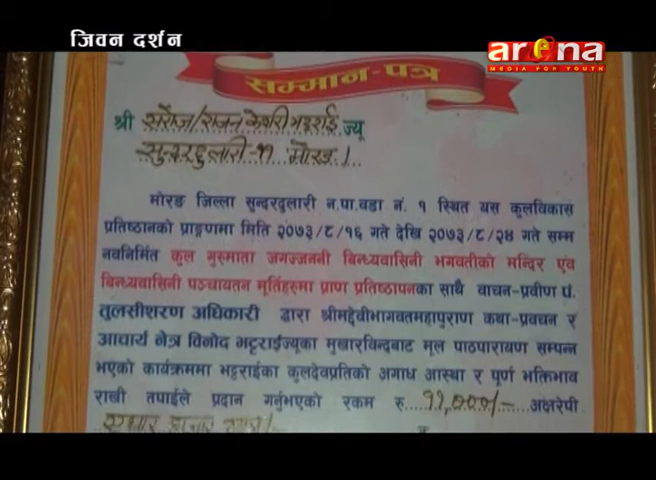 जिवन दर्शन
arena
MEDIA FOR YOUTH
सम्मान-पत्र
श्री सरोज/राजन केशरी भट्टराई ज्यू
सुन्दरदुलारी-११ मोरङ।
मोरङ जिल्ला सुन्दरदुलारी न.पा.वडा नं. १ स्थित यस कुलविकास
प्रतिष्ठानको प्राङ्गणमा मिति २०७३/८/१६ गते देखि २०७३/८/२४ गते सम्म
नवनिर्मित कुल गुरुमाता जगज्जननी बिन्ध्यवासिनी भगवतीको मन्दिर एंव
बिन्ध्यवासिनी पञ्चायतन मूर्तिहरुमा प्राण प्रतिष्ठापनका साथै वाचन-प्रवीण पं.
तुलसीशरण अधिकारी द्वारा श्रीमद्देवीभागवतमहापुराण कथा-प्रवचन र
आचार्य नेत्र विनोद भट्टराईज्यूका मुखारविन्दबाट मूल पाठपारायण सम्पन्न
भएको कार्यक्रममा भट्टराईका कुलदेवप्रतिको अगाध आस्था र पूर्ण भक्तिभाव
राखी तपाईले प्रदान गर्नुभएको रकम रु ११,०००/- अक्षरेपी
एघार हजार